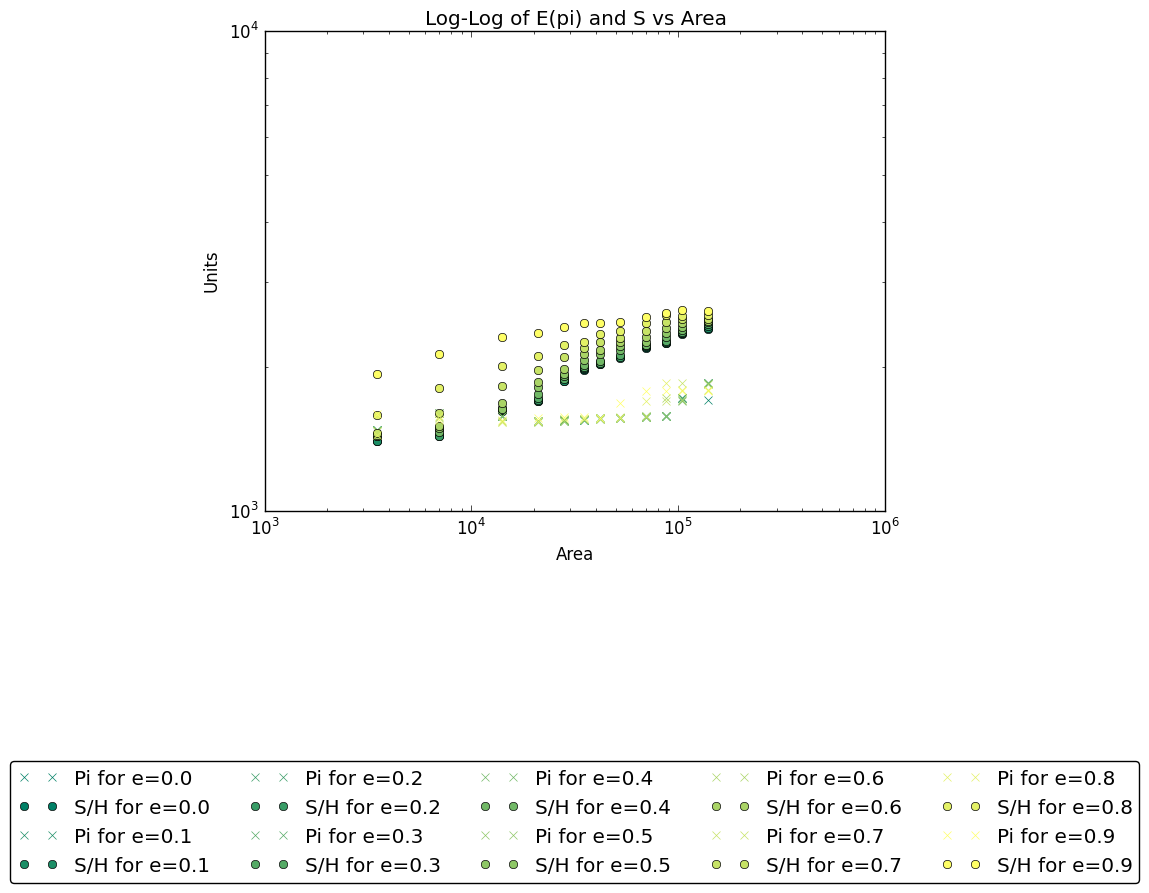 Log-Log of E(pi) and S vs Area
10^4
Units
10^3
10^3 10^4 10^5 10^6
Area
Pi for e=0.0 Pi for e=0.2 Pi for e=0.4 Pi for e=0.6 Pi for e=0.8
S/H for e=0.0 S/H for e=0.2 S/H for e=0.4 S/H for e=0.6 S/H for e=0.8
Pi for e=0.1 Pi for e=0.3 Pi for e=0.5 Pi for e=0.7 Pi for e=0.9
S/H for e=0.1 S/H for e=0.3 S/H for e=0.5 S/H for e=0.7 S/H for e=0.9